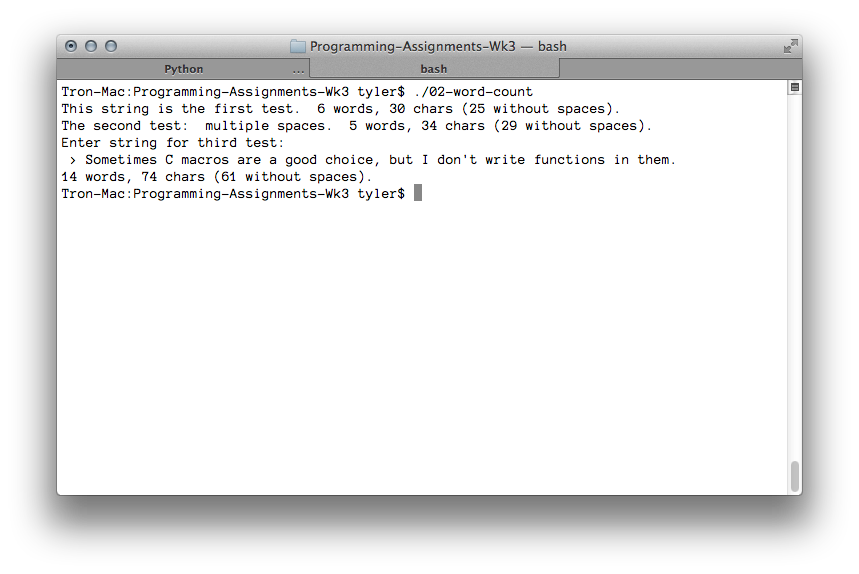 Programming-Assignments-Wk3 — bash
Python ... bash
Tron-Mac:Programming-Assignments-Wk3 tyler$ ./02-word-count
This string is the first test.  6 words, 30 chars (25 without spaces).
The second test:  multiple spaces.  5 words, 34 chars (29 without spaces).
Enter string for third test:
 > Sometimes C macros are a good choice, but I don't write functions in them.
14 words, 74 chars (61 without spaces).
Tron-Mac:Programming-Assignments-Wk3 tyler$